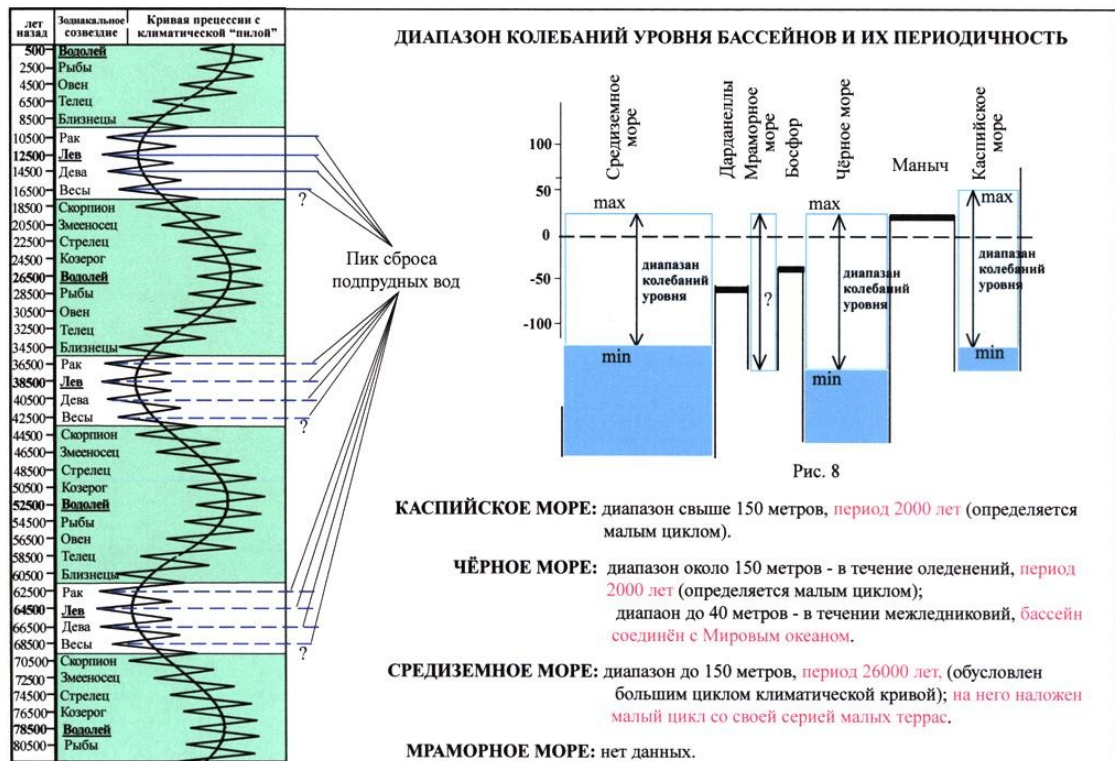 лет назад
Зодиакальное созвездие
Кривая прецессии с климатической "пилой"
500 Водолей
2500 Рыбы
4500 Овен
6500 Телец
8500 Близнецы
10500 Рак
12500 Лев
14500 Дева
16500 Весы
?
18500 Скорпион
20500 Змееносец
22500 Стрелец
24500 Козерог
26500 Водолей
28500 Рыбы
30500 Овен
32500 Телец
34500 Близнецы
36500 Рак
38500 Лев
40500 Дева
42500 Весы
?
44500 Скорпион
46500 Змееносец
48500 Стрелец
50500 Козерог
52500 Водолей
54500 Рыбы
56500 Овен
58500 Телец
60500 Близнецы
62500 Рак
64500 Лев
66500 Дева
68500 Весы
?
70500 Скорпион
72500 Змееносец
74500 Стрелец
76500 Козерог
78500 Водолей
80500 Рыбы
Пик сброса
подпрудных вод
ДИАПАЗОН КОЛЕБАНИЙ УРОВНЯ БАССЕЙНОВ И ИХ ПЕРИОДИЧНОСТЬ
Средиземное
море
Дарданеллы
Мраморное
море
Босфор
Чёрное море
Маныч
Каспийское
море
100
50
0
-50
-100
max
диапазан
колебаний
уровня
min
?
max
диапазан
колебаний
уровня
min
max
диапазан
колебаний
уровня
min
Рис. 8
КАСПИЙСКОЕ МОРЕ: диапазон свыше 150 метров, период 2000 лет (определяется
малым циклом).
ЧЁРНОЕ МОРЕ: диапазон около 150 метров - в течение оледенений, период
2000 лет (определяется малым циклом);
диапаон до 40 метров - в течении межледниковий, бассейн
соединён с Мировым океаном.
СРЕДИЗЕМНОЕ МОРЕ: диапазон до 150 метров, период 26000 лет, (обусловлен
большим циклом климатической кривой); на него наложен
малый цикл со своей серией малых террас.
МРАМОРНОЕ МОРЕ: нет данных.